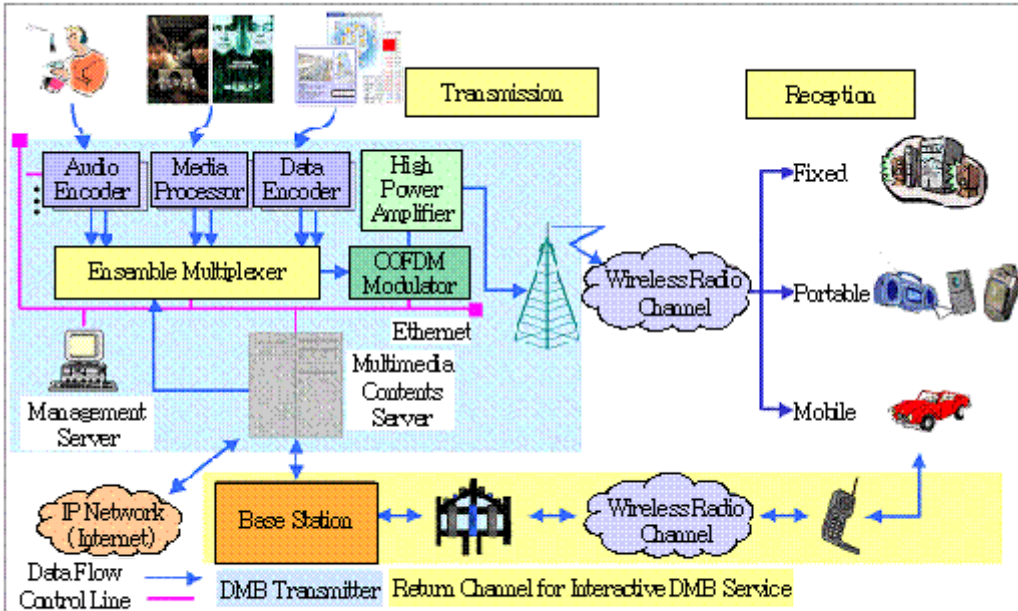 Transmission
Reception
Audio
Encoder
Media
Processor
Data
Encoder
High
Power
Amplifier
Fixed
Ensemble Multiplexer
COFDM
Modulator
Wireless Radio
Channel
Portable
Ethernet
Management
Server
Multimedia
Contents
Server
Mobile
IP Network
(Internet)
Base Station
Wireless Radio
Channel
Data Flow
Control Line
DMB Transmitter
Return Channel for Interactive DMB Service